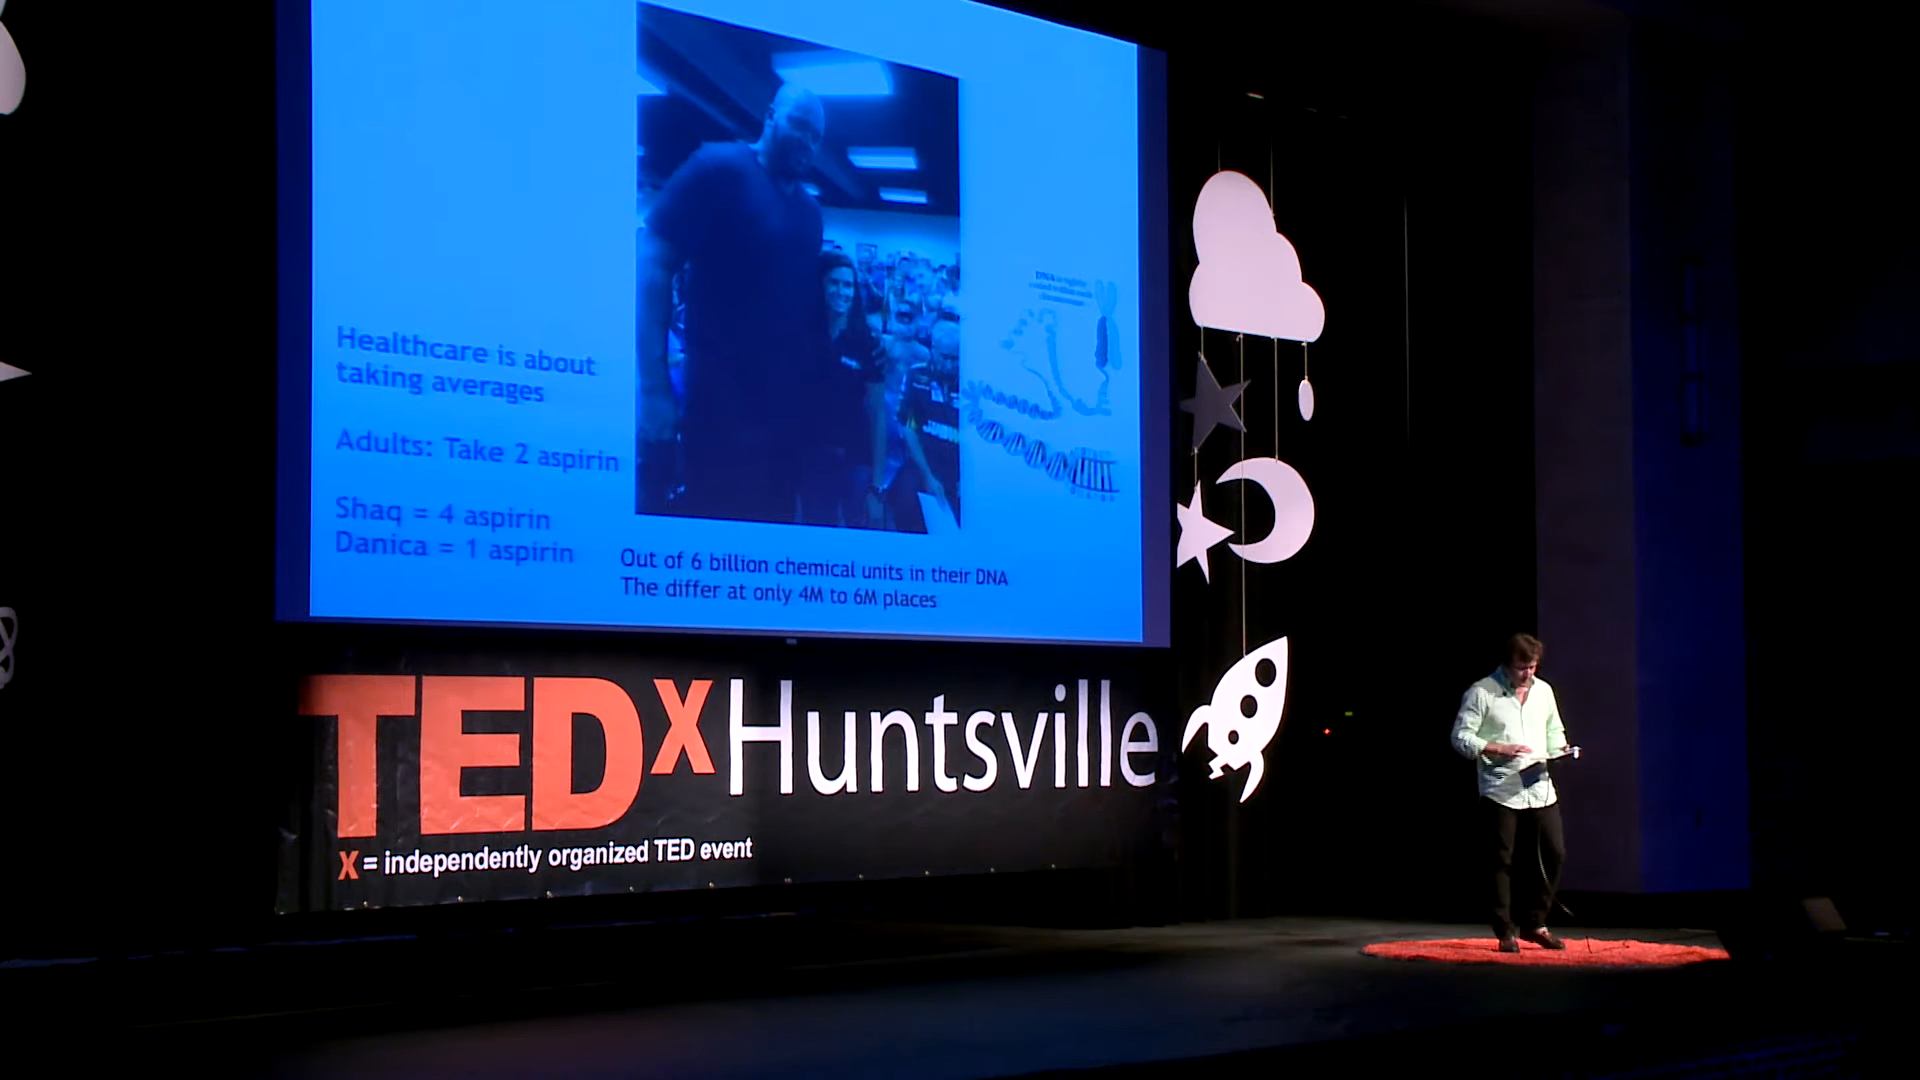 Healthcare is about
taking averages
Adults: Take 2 aspirin
Shaq = 4 aspirin
Danica = 1 aspirin
Out of 6 billion chemical units in their DNA
The differ at only 4M to 6M places
TEDxHuntsville
X = independently organized TED event